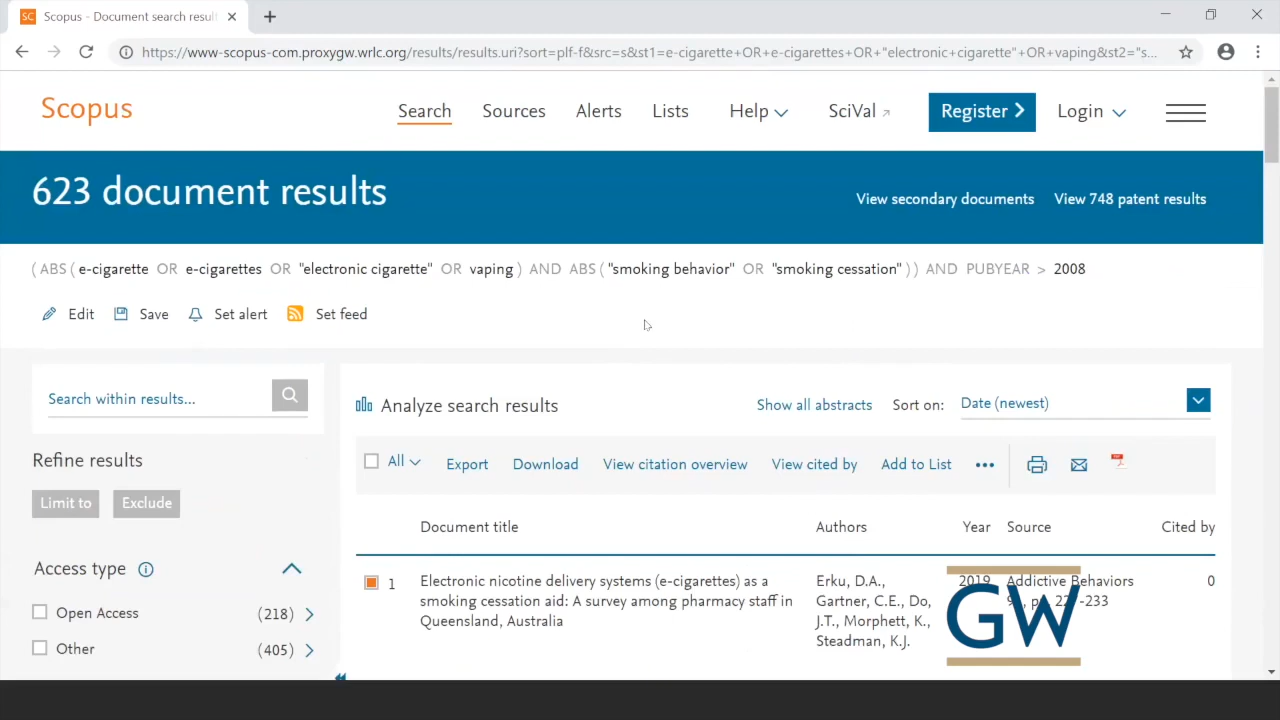 SC Scopus - Document search result
https://www-scopus-com.proxygw.wrlc.org/results/results.uri?sort=plf-f&src=s&st1=e-cigarette+OR+e-cigarettes+OR+"electronic+cigarette"+OR+vaping&st2="s...
Scopus
Search Sources Alerts Lists Help SciVal Register Login
623 document results
View secondary documents View 748 patent results
( ABS ( e-cigarette OR e-cigarettes OR "electronic cigarette" OR vaping ) AND ABS ( "smoking behavior" OR "smoking cessation" ) ) AND PUBYEAR > 2008
Edit Save Set alert Set feed
Search within results...
Refine results
Limit to Exclude
Access type
Open Access (218)
Other (405)
Analyze search results Show all abstracts Sort on: Date (newest)
All Export Download View citation overview View cited by Add to List ••• PDF
Document title Authors Year Source Cited by
1 Electronic nicotine delivery systems (e-cigarettes) as a
smoking cessation aid: A survey among pharmacy staff in
Queensland, Australia
Erku, D.A.,
Gartner, C.E., Do,
J.T., Morphett, K.,
Steadman, K.J.
2019 Addictive Behaviors 0
-233
GW